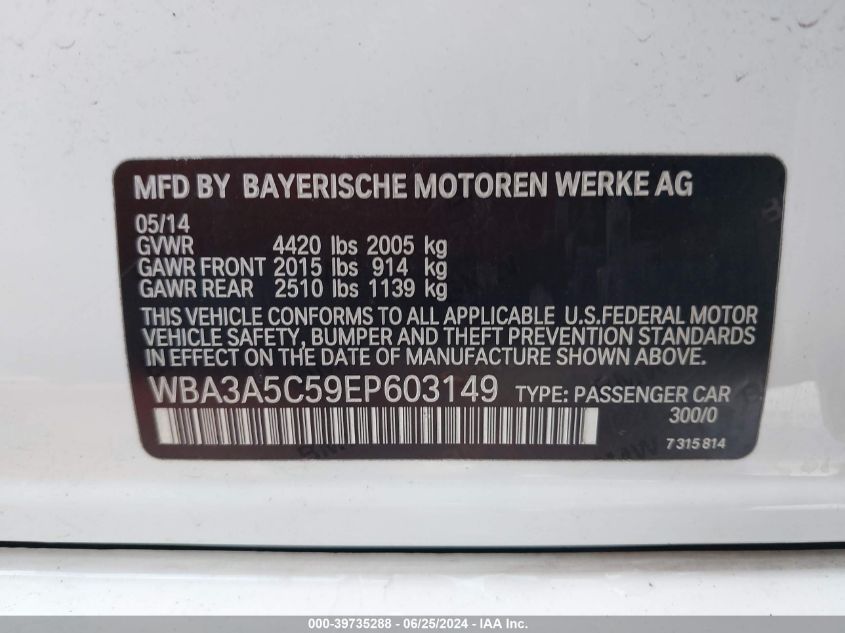 MFD BY BAYERISCHE MOTOREN WERKE AG
05/14
GVWR 4420 lbs 2005 kg
GAWR FRONT 2015 lbs 914 kg
GAWR REAR 2510 lbs 1139 kg
THIS VEHICLE CONFORMS TO ALL APPLICABLE U.S.FEDERAL MOTOR
VEHICLE SAFETY, BUMPER AND THEFT PREVENTION STANDARDS
IN EFFECT ON THE DATE OF MANUFACTURE SHOWN ABOVE.
WBA3A5C59EP603149 TYPE: PASSENGER CAR
300/0
7 315 814
000-39735288 - 06/25/2024 - IAA Inc.